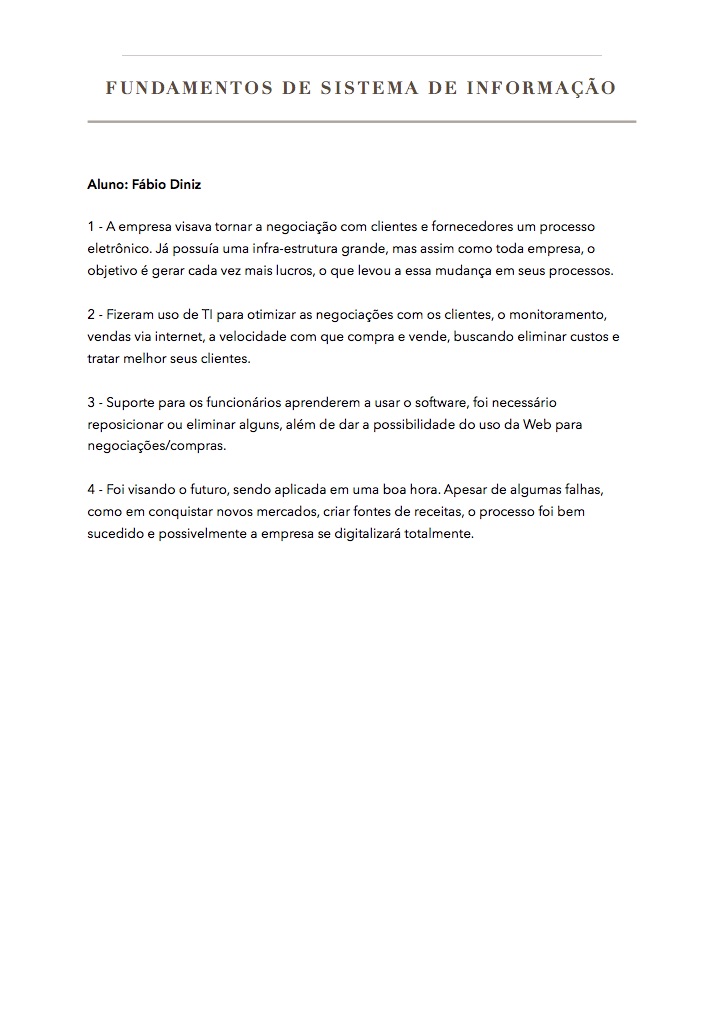 FUNDAMENTOS DE SISTEMA DE INFORMAÇÃO
Aluno: Fábio Diniz
1 - A empresa visava tornar a negociação com clientes e fornecedores um processo
eletrônico. Já possuía uma infra-estrutura grande, mas assim como toda empresa, o
objetivo é gerar cada vez mais lucros, o que levou a essa mudança em seus processos.
2 - Fizeram uso de TI para otimizar as negociações com os clientes, o monitoramento,
vendas via internet, a velocidade com que compra e vende, buscando eliminar custos e
tratar melhor seus clientes.
3 - Suporte para os funcionários aprenderem a usar o software, foi necessário
reposicionar ou eliminar alguns, além de dar a possibilidade do uso da Web para
negociações/compras.
4 - Foi visando o futuro, sendo aplicada em uma boa hora. Apesar de algumas falhas,
como em conquistar novos mercados, criar fontes de receitas, o processo foi bem
sucedido e possivelmente a empresa se digitalizará totalmente.